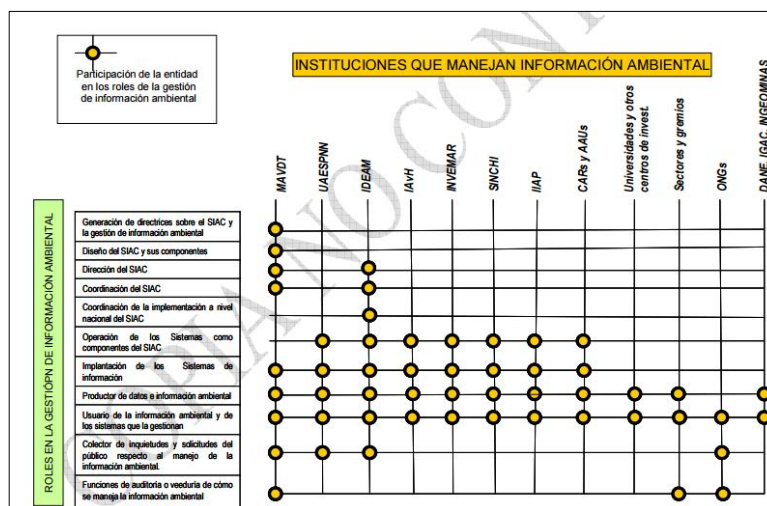 Participación de la entidad
en los roles de la gestión
de información ambiental
INSTITUCIONES QUE MANEJAN INFORMACIÓN AMBIENTAL
MAVDT
UAESPNN
IDEAM
IAvH
INVEMAR
SINCHI
IIAP
CARs y AAUs
Universidades y otros
centros de invest.
Sectores y gremios
ONGs
DANE, IGAC, INGEOMINAS
ROLES EN LA GESTIÓPN DE INFORMACIÓN AMBIENTAL
Generación de directrices sobre el SIAC y
la gestión de información ambiental
Diseño del SIAC y sus componentes
Dirección del SIAC
Coordinación del SIAC
Coordinación de la implementación a nivel
nacional del SIAC
Operación de los Sistemas como
componentes del SIAC
Implantación de los Sistemas de
información
Productor de datos e información ambiental
Usuario de la información ambiental y de
los sistemas que la gestionan
Colector de inquietudes y solicitudes del
público respecto al manejo de la
información ambiental.
Funciones de auditoria o veeduría de cómo
se maneja la información ambiental
COPIA NO CONT